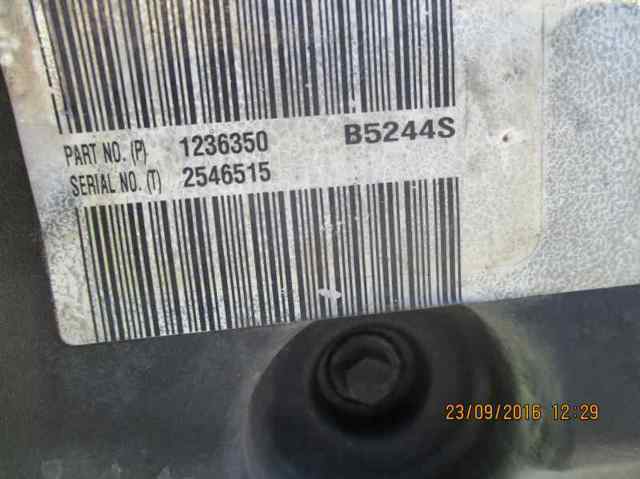 PART NO. (P) 1236350 B5244S
SERIAL NO. (T) 2546515
23/09/2016 12:29